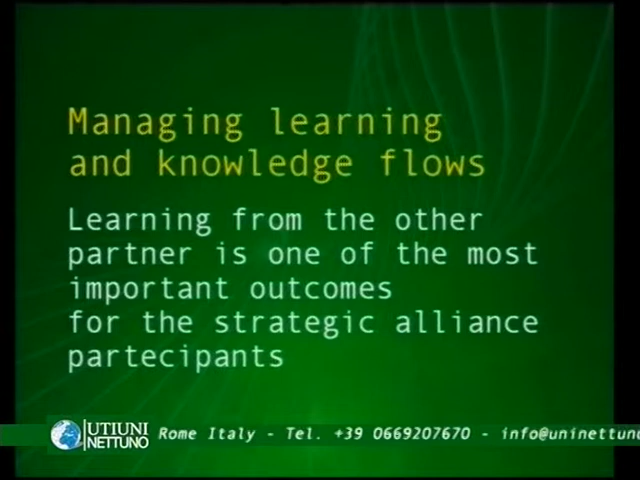 Managing learning
and knowledge flows
Learning from the other
partner is one of the most
important outcomes
for the strategic alliance
partecipants
UTIUNI
NETTUNO
Rome Italy - Tel. +39 0669207670 - info@uninettuno